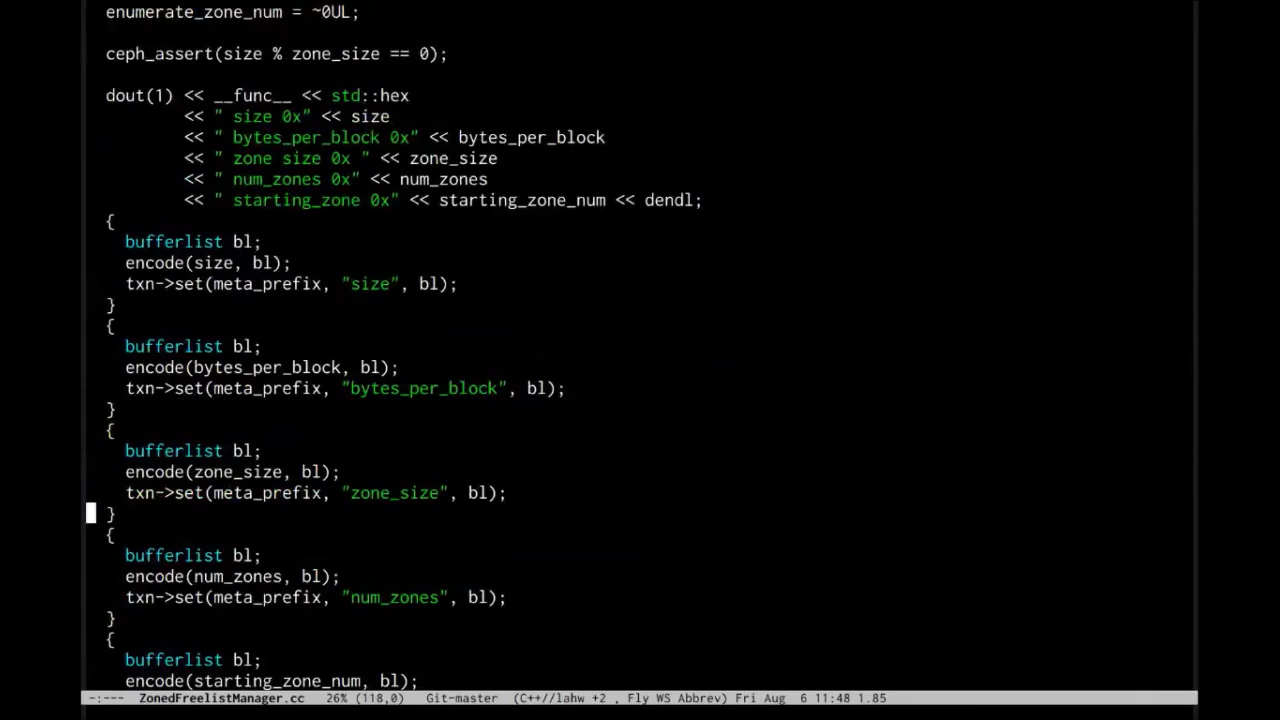 enumerate_zone_num = ~0UL;
ceph_assert(size % zone_size == 0);
dout(1) << __func__ << std::hex
<< " size 0x" << size
<< " bytes_per_block 0x" << bytes_per_block
<< " zone size 0x " << zone_size
<< " num_zones 0x" << num_zones
<< " starting_zone 0x" << starting_zone_num << dendl;
{
bufferlist bl;
encode(size, bl);
txn->set(meta_prefix, "size", bl);
}
{
bufferlist bl;
encode(bytes_per_block, bl);
txn->set(meta_prefix, "bytes_per_block", bl);
}
{
bufferlist bl;
encode(zone_size, bl);
txn->set(meta_prefix, "zone_size", bl);
}
{
bufferlist bl;
encode(num_zones, bl);
txn->set(meta_prefix, "num_zones", bl);
}
{
bufferlist bl;
encode(starting_zone_num, bl);
-:--- ZonedFreelistManager.cc 26% (118,0) Git-master (C++//lahw +2 , Fly WS Abbrev) Fri Aug 6 11:48 1.85